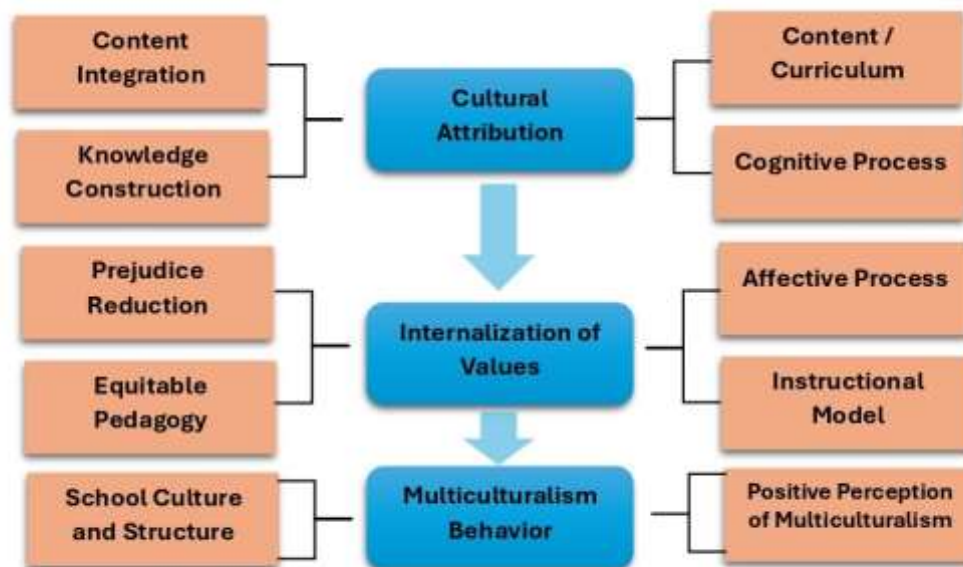 Content
Integration
Cultural
Attribution
Content /
Curriculum
Knowledge
Construction
Cognitive Process
Prejudice
Reduction
Internalization of
Values
Affective Process
Equitable
Pedagogy
Instructional
Model
School Culture
and Structure
Multiculturalism
Behavior
Positive Perception
of Multiculturalism